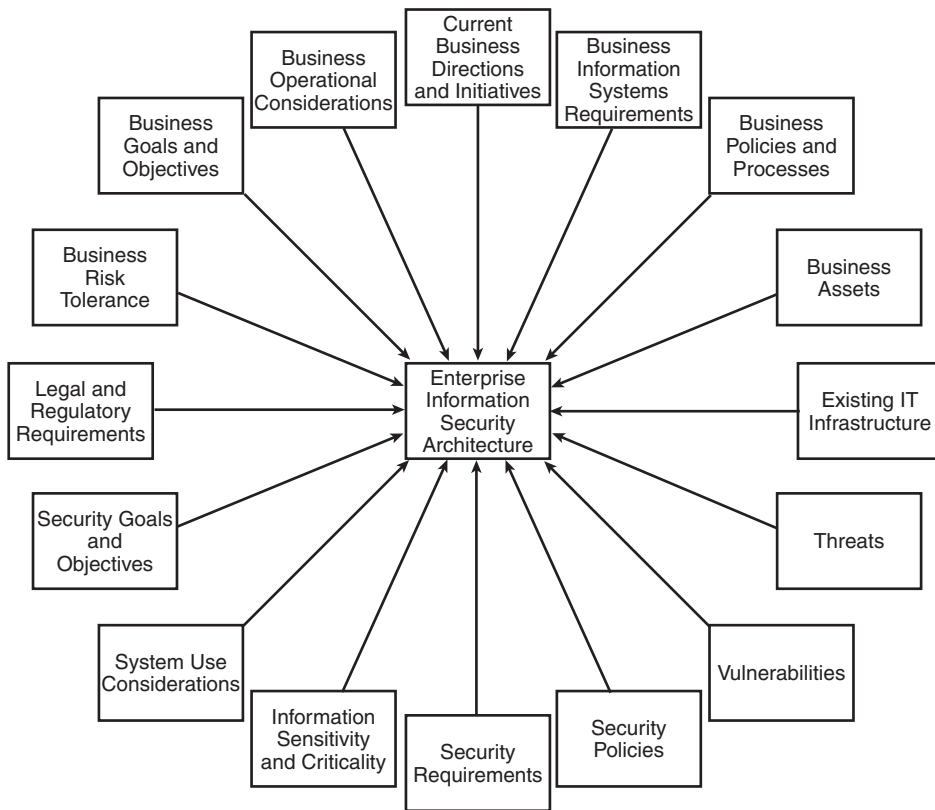 Current
Business
Directions
and Initiatives
Business
Operational
Considerations
Business
Information
Systems
Requirements
Business
Goals and
Objectives
Business
Policies and
Processes
Business
Risk
Tolerance
Business
Assets
Enterprise
Information
Security
Architecture
Legal and
Regulatory
Requirements
Existing IT
Infrastructure
Security Goals
and
Objectives
Threats
System Use
Considerations
Vulnerabilities
Information
Sensitivity
and Criticality
Security
Requirements
Security
Policies